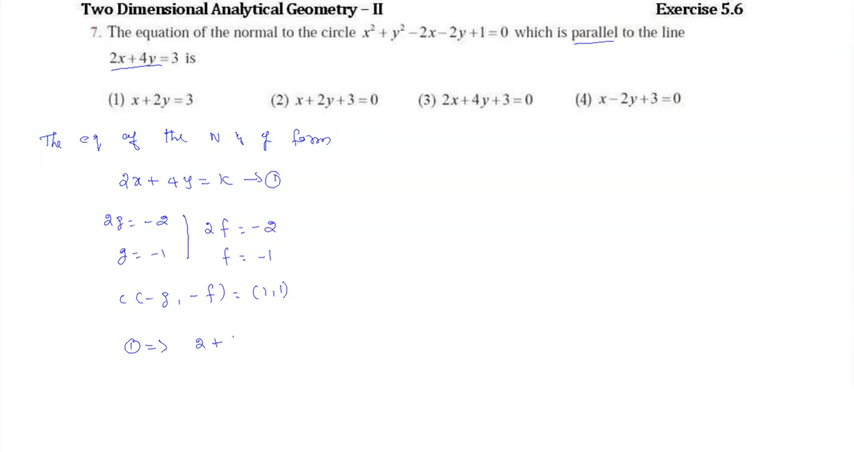 Two Dimensional Analytical Geometry – II Exercise 5.6
7. The equation of the normal to the circle x² + y² − 2x − 2y + 1 = 0 which is parallel to the line
2x + 4y = 3 is
(1) x + 2y = 3 (2) x + 2y + 3 = 0 (3) 2x + 4y + 3 = 0 (4) x − 2y + 3 = 0
The eq of the N is of form
2x + 4y = k → ①
2g = −2 | 2f = −2
g = −1 | f = −1
C(−g, −f) = (1,1)
① ⇒ 2 +